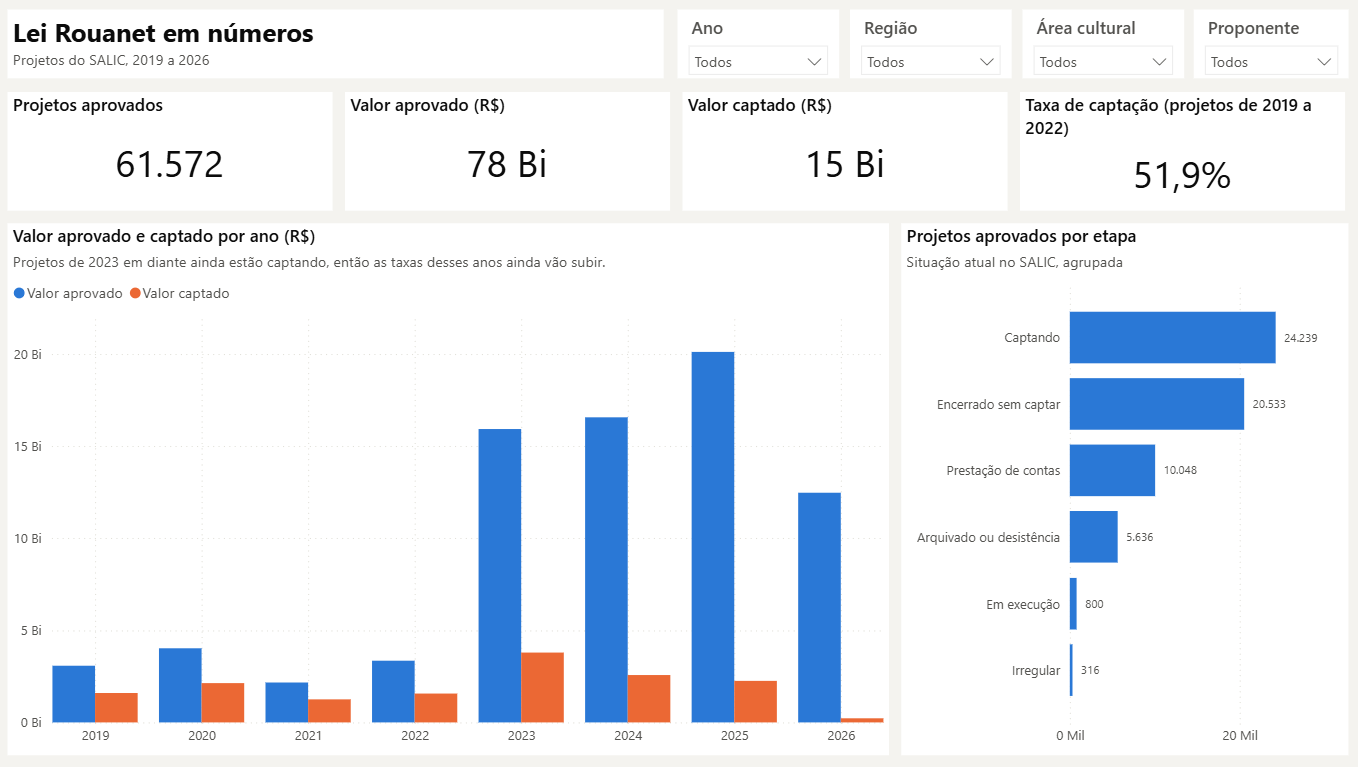 Lei Rouanet em números
Projetos do SALIC, 2019 a 2026
Ano
Todos
Região
Todos
Área cultural
Todos
Proponente
Todos
Projetos aprovados
61.572
Valor aprovado (R$)
78 Bi
Valor captado (R$)
15 Bi
Taxa de captação (projetos de 2019 a
2022)
51,9%
Valor aprovado e captado por ano (R$)
Projetos de 2023 em diante ainda estão captando, então as taxas desses anos ainda vão subir.
Valor aprovado Valor captado
20 Bi
15 Bi
10 Bi
5 Bi
0 Bi
2019 2020 2021 2022 2023 2024 2025 2026
Projetos aprovados por etapa
Situação atual no SALIC, agrupada
Captando 24.239
Encerrado sem captar 20.533
Prestação de contas 10.048
Arquivado ou desistência 5.636
Em execução 800
Irregular 316
0 Mil 20 Mil